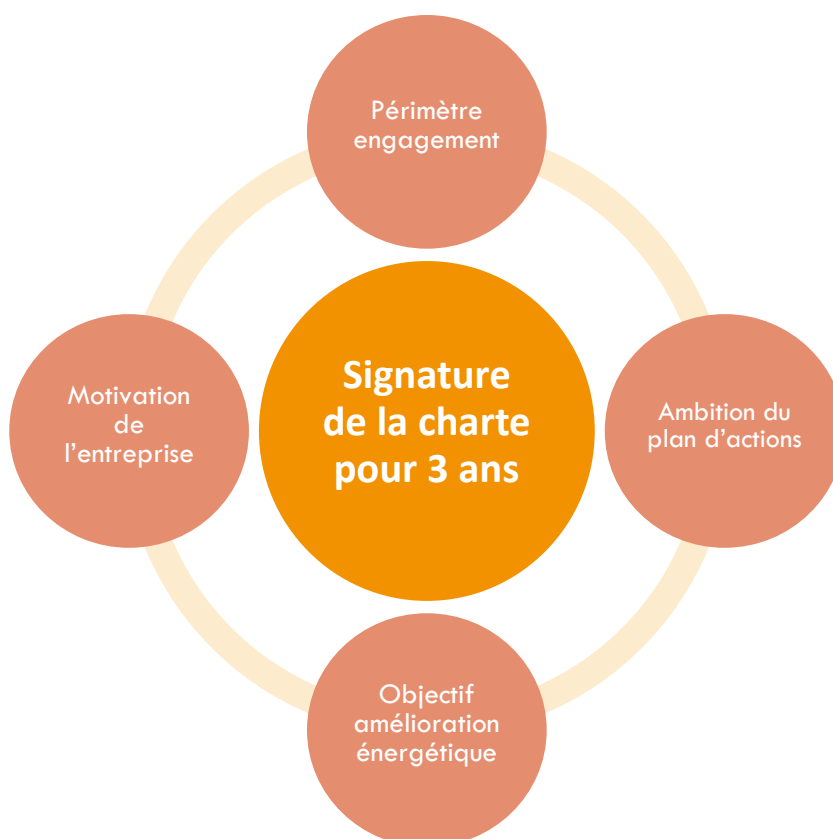 Périmètre
engagement
Signature
de la charte
pour 3 ans
Ambition du
plan d’actions
Objectif
amélioration
énergétique
Motivation
de
l’entreprise